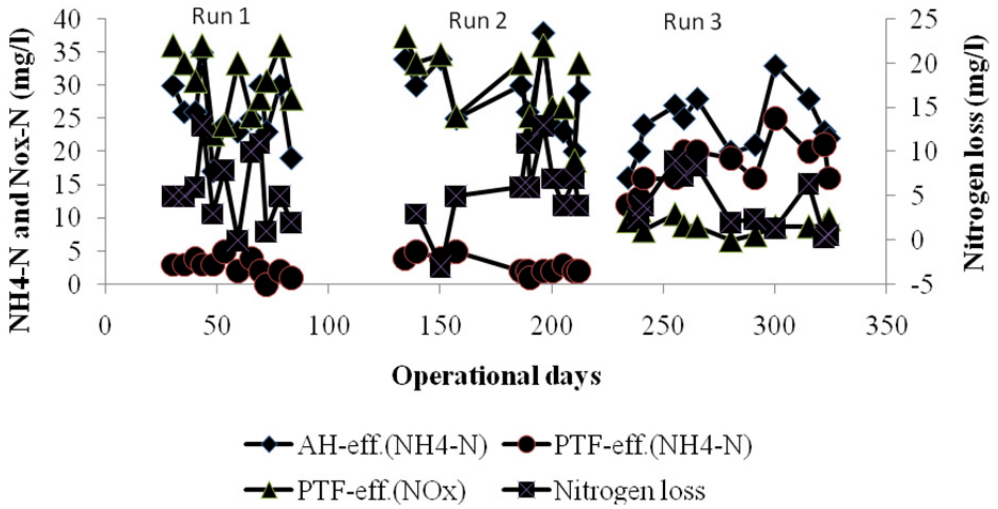 Run 1
Run 2
Run 3
NH4-N and Nox-N (mg/l)
40
35
30
25
20
15
10
5
0
25
20
15
10
5
0
-5
Nitrogen loss (mg/l)
0
50
100
150
200
250
300
350
Operational days
AH-eff.(NH4-N)
PTF-eff.(NH4-N)
PTF-eff.(NOx)
Nitrogen loss